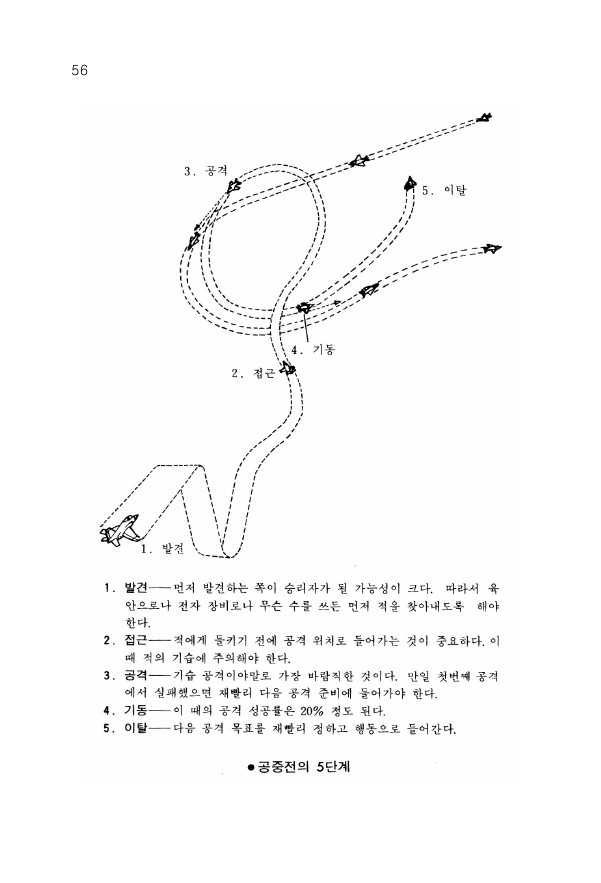 56
3. 공격
5. 이탈
4. 기동
2. 접근
1. 발견
1. 발견——먼저 발견하는 쪽이 승리자가 될 가능성이 크다. 따라서 육
안으로나 전자 장비로나 무슨 수를 쓰든 먼저 적을 찾아내도록 해야
한다.
2. 접근——적에게 들키기 전에 공격 위치로 들어가는 것이 중요하다. 이
때 적의 기습에 주의해야 한다.
3. 공격——기습 공격이야말로 가장 바람직한 것이다. 만일 첫번째 공격
에서 실패했으면 재빨리 다음 공격 준비에 들어가야 한다.
4. 기동——이 때의 공격 성공률은 20% 정도 된다.
5. 이탈——다음 공격 목표를 재빨리 정하고 행동으로 들어간다.
●공중전의 5단계